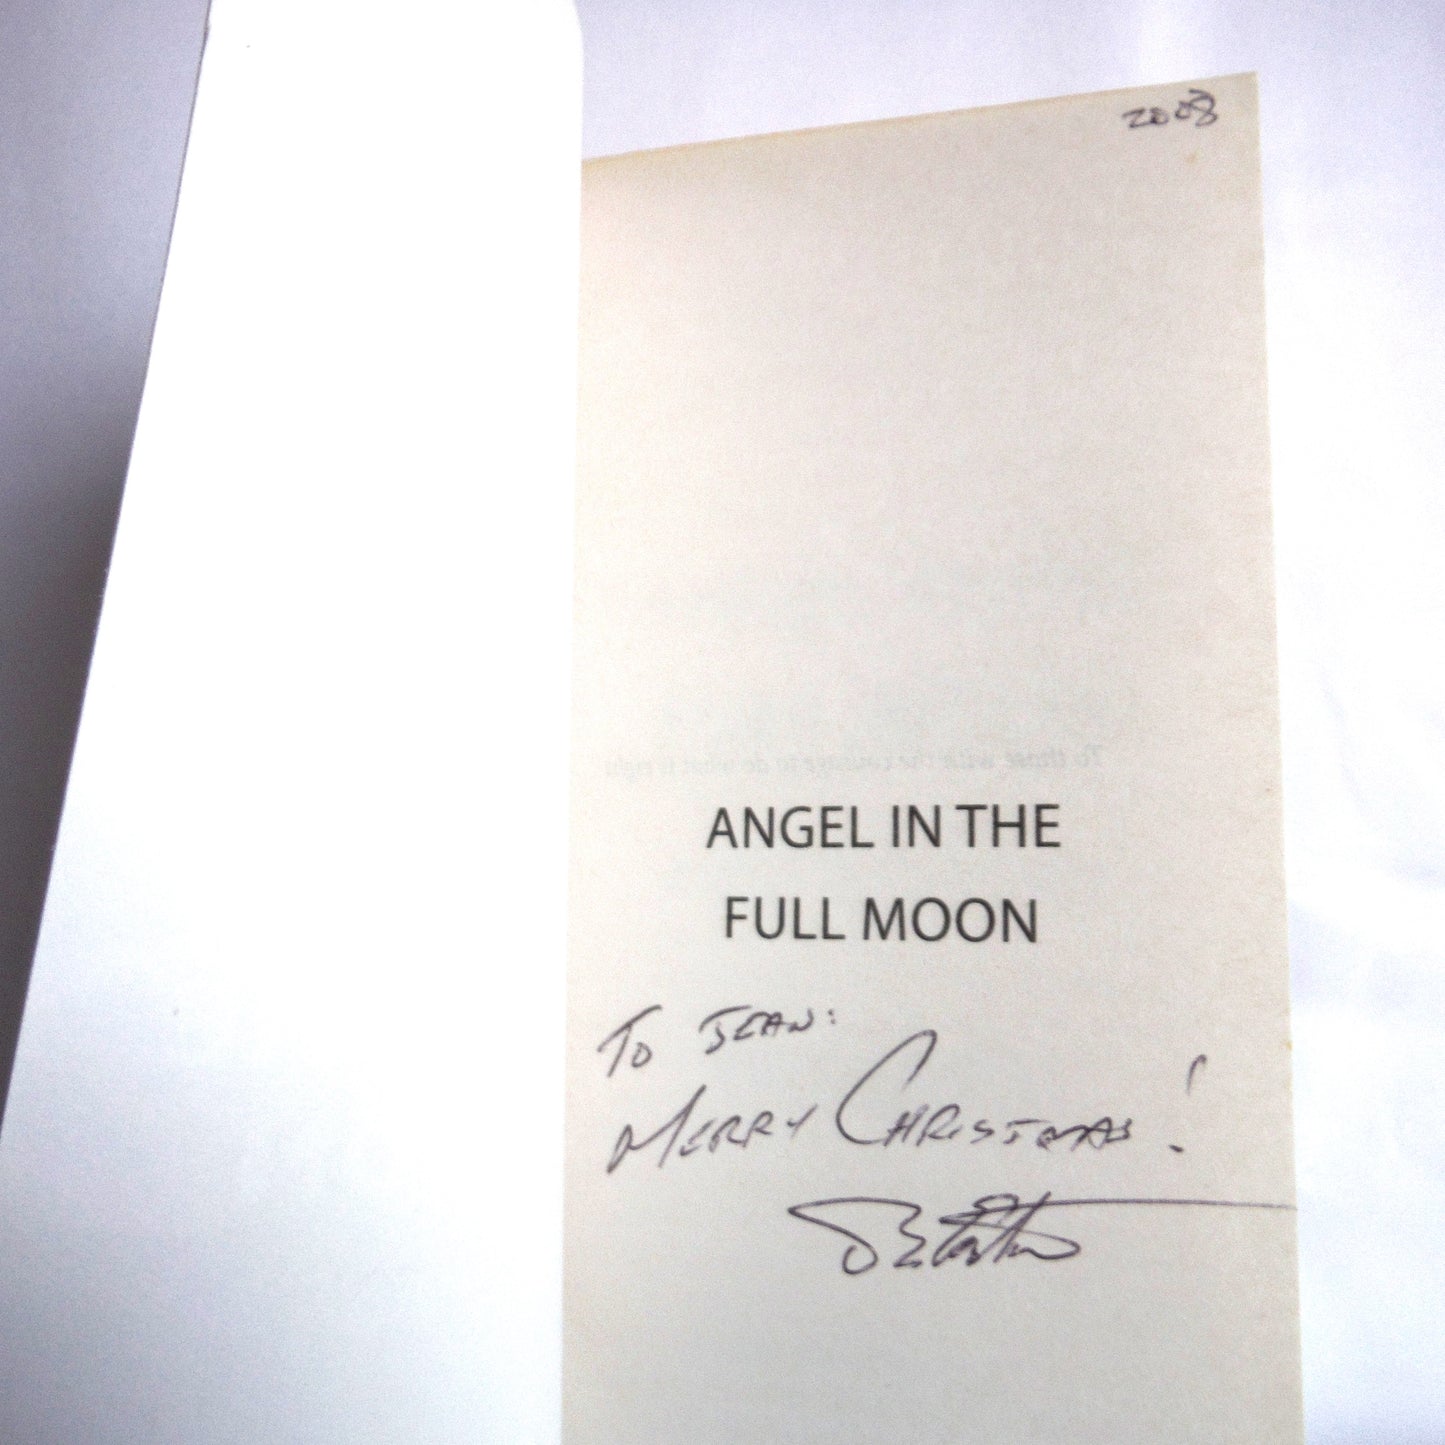 2008
ANGEL IN THE
FULL MOON
TO JEAN:
MERRY CHRISTMAS!